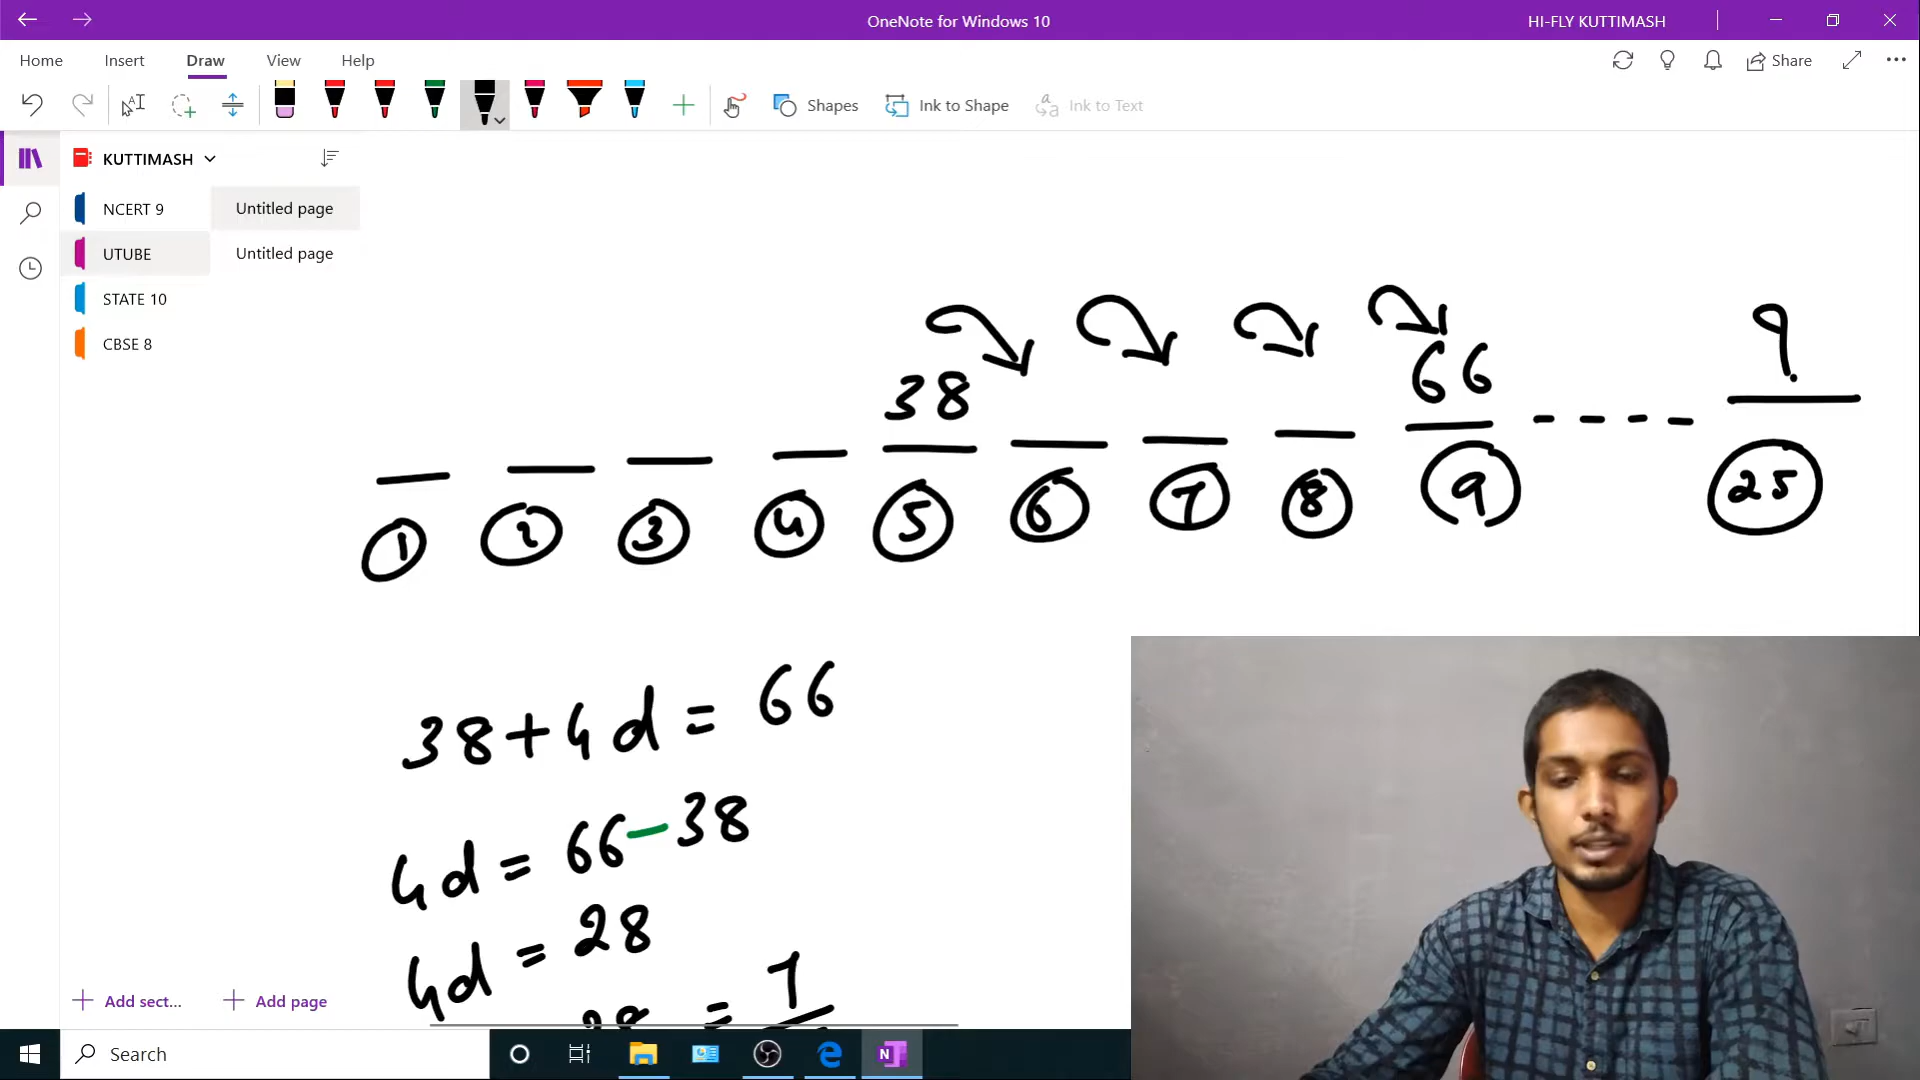 OneNote for Windows 10
HI-FLY KUTTIMASH
Home Insert Draw View Help
Share
Shapes Ink to Shape Ink to Text
KUTTIMASH
NCERT 9
UTUBE
STATE 10
CBSE 8
Untitled page
Untitled page
38 66 ?
1 2 3 4 5 6 7 8 9 25
38+4d = 66
4d = 66-38
4d = 28
28 = 7
Add sect...
Add page
Search